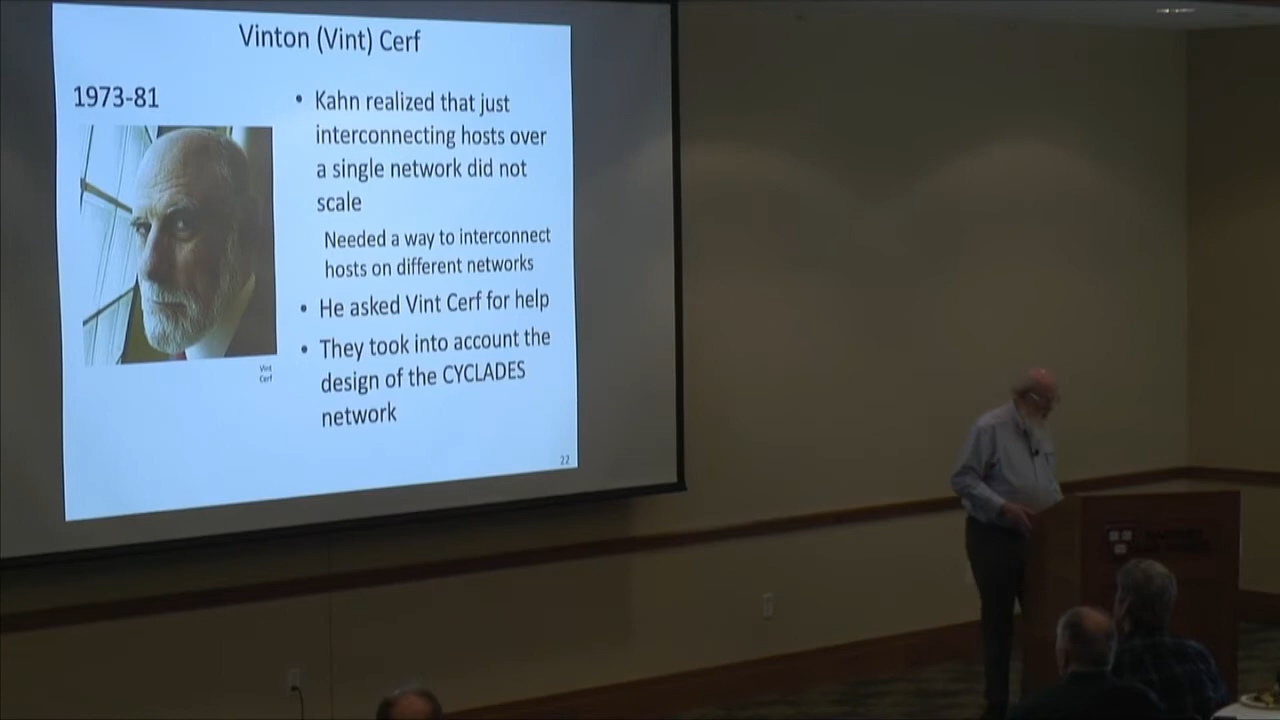 Vinton (Vint) Cerf
1973-81
• Kahn realized that just
interconnecting hosts over
a single network did not
scale
Needed a way to interconnect
hosts on different networks
• He asked Vint Cerf for help
• They took into account the
design of the CYCLADES
network
Vint
Cerf
22